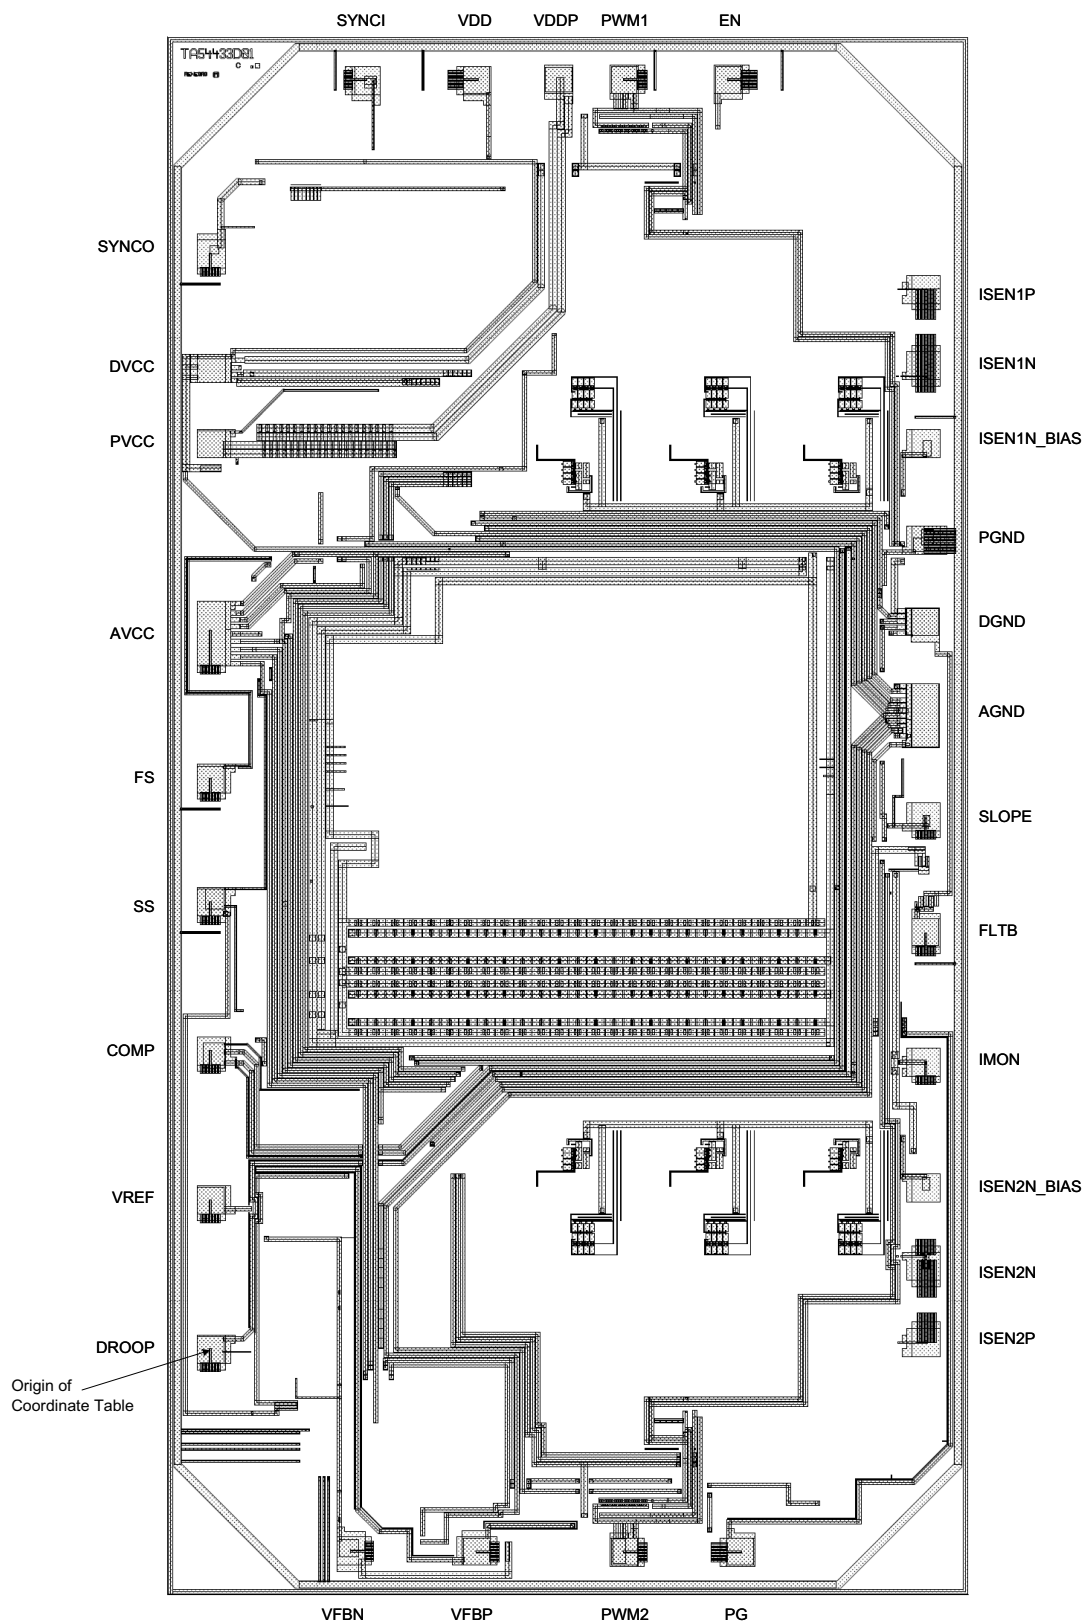 SYNCI VDD VDDP PWM1 EN
TA54433D01
SYNCO
ISEN1P
DVCC
ISEN1N
PVCC
ISEN1N_BIAS
PGND
AVCC
DGND
AGND
FS
SLOPE
SS
FLTB
COMP
IMON
VREF
ISEN2N_BIAS
ISEN2N
DROOP
ISEN2P
Origin of
Coordinate Table
VFBN VFBP PWM2 PG